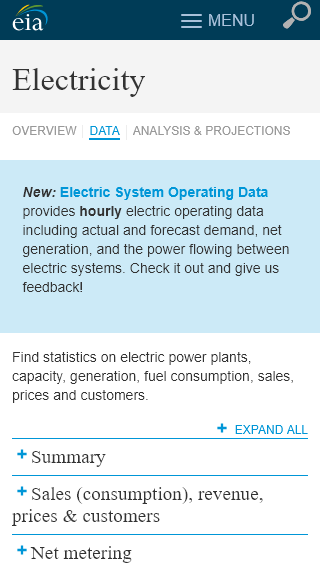 eia
MENU
Electricity
OVERVIEW DATA ANALYSIS & PROJECTIONS
New: Electric System Operating Data
provides hourly electric operating data
including actual and forecast demand, net
generation, and the power flowing between
electric systems. Check it out and give us
feedback!
Find statistics on electric power plants,
capacity, generation, fuel consumption, sales,
prices and customers.
+ EXPAND ALL
+ Summary
+ Sales (consumption), revenue,
prices & customers
+ Net metering